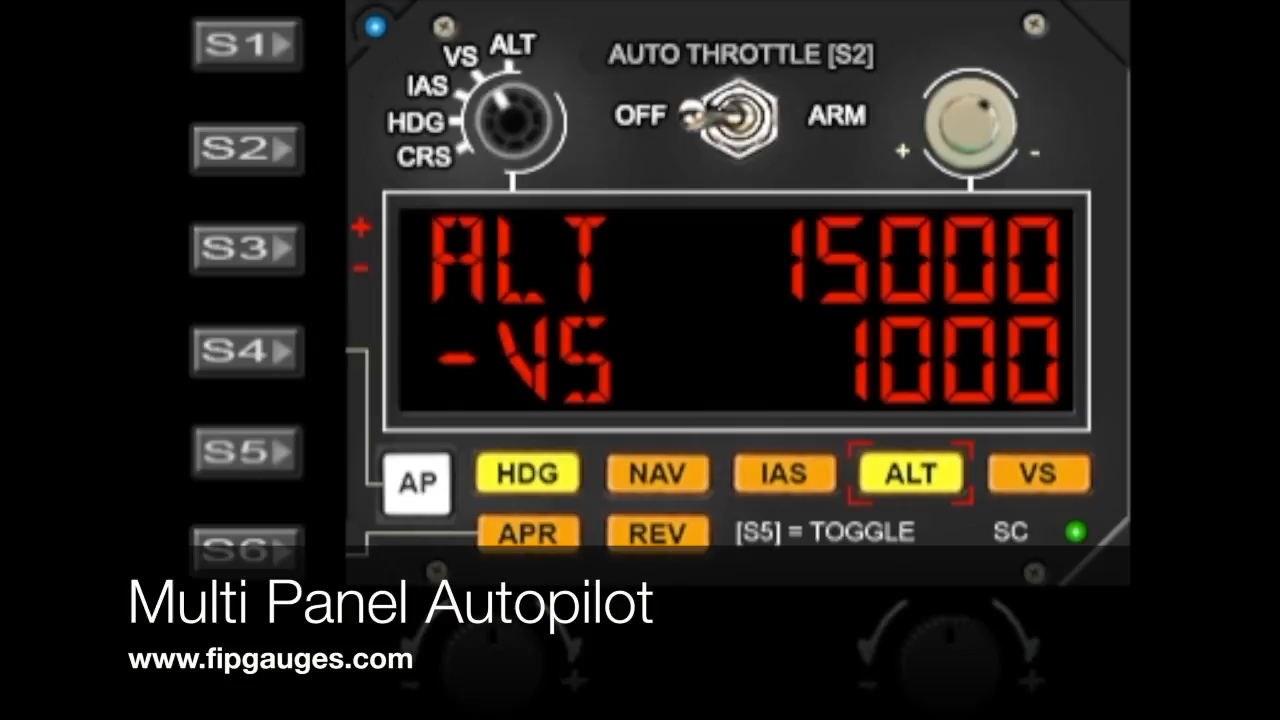 S1
S2
S3
S4
S5
S6
ALT
VS
IAS
HDG
CRS
AUTO THROTTLE [S2]
OFF
ARM
+ -
+
-
ALT 15000
-VS 1000
AP
HDG NAV IAS ALT VS
APR REV [S5] = TOGGLE SC
Multi Panel Autopilot
www.fipgauges.com
- + - +